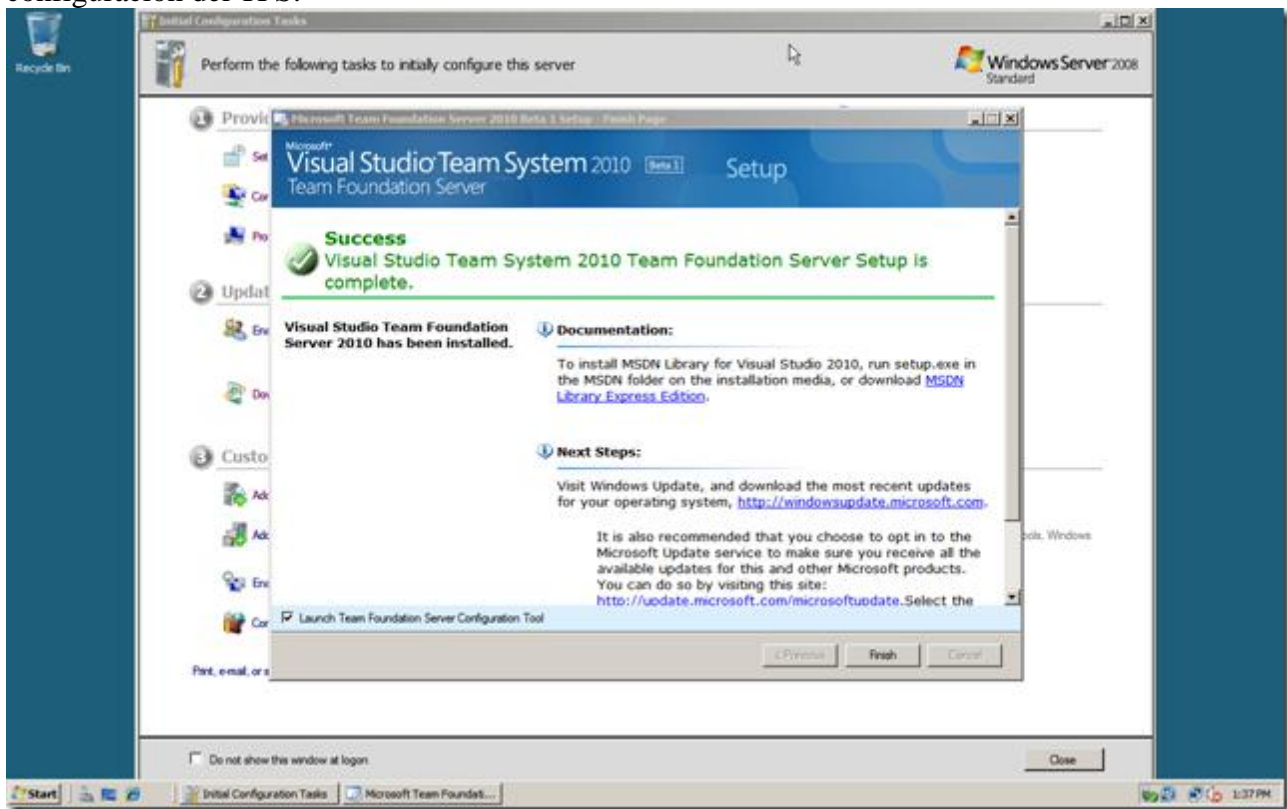 configuración del TFS.
Initial Configuration Tasks
Recycle Bin
Perform the following tasks to initially configure this server
Windows Server 2008
Standard
1 Provid
Microsoft Team Foundation Server 2010 Beta 1 Setup - Finish Page
Set
Microsoft
Visual Studio Team System 2010 Beta 1 Setup
Team Foundation Server
Success
Visual Studio Team System 2010 Team Foundation Server Setup is
complete.
2 Updat
Visual Studio Team Foundation
Server 2010 has been installed.
Documentation:
To install MSDN Library for Visual Studio 2010, run setup.exe in
the MSDN folder on the installation media, or download MSDN
Library Express Edition.
3 Custo
Next Steps:
Visit Windows Update, and download the most recent updates
for your operating system, http://windowsupdate.microsoft.com.
It is also recommended that you choose to opt in to the
Microsoft Update service to make sure you receive all the
available updates for this and other Microsoft products.
You can do so by visiting this site:
http://update.microsoft.com/microsoftupdate.Select the
ools. Windows
Launch Team Foundation Server Configuration Tool
< Previous Finish Cancel
Print, e-mail, or s
Do not show this window at logon
Close
Start Initial Configuration Tasks Microsoft Team Foundati... 1:37 PM